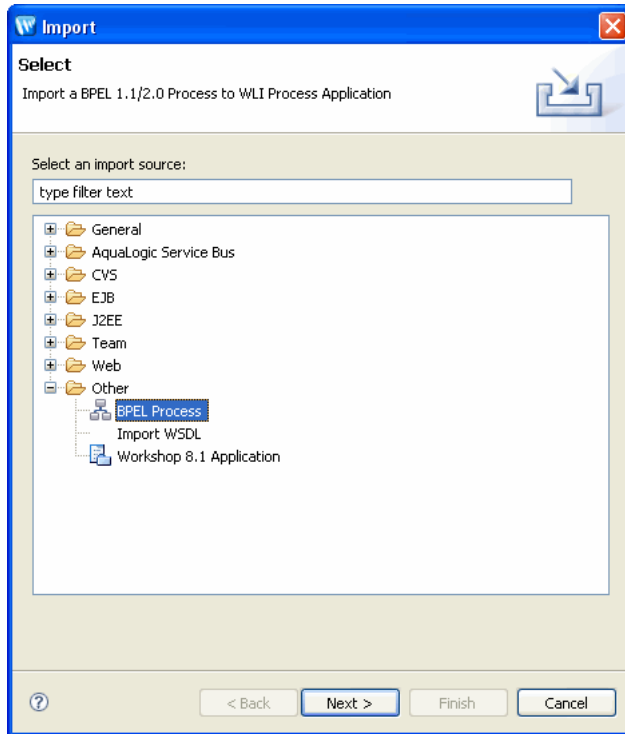 Import
Select
Import a BPEL 1.1/2.0 Process to WLI Process Application
Select an import source:
type filter text
General
AquaLogic Service Bus
CVS
EJB
J2EE
Team
Web
Other
BPEL Process
Import WSDL
Workshop 8.1 Application
< Back Next > Finish Cancel